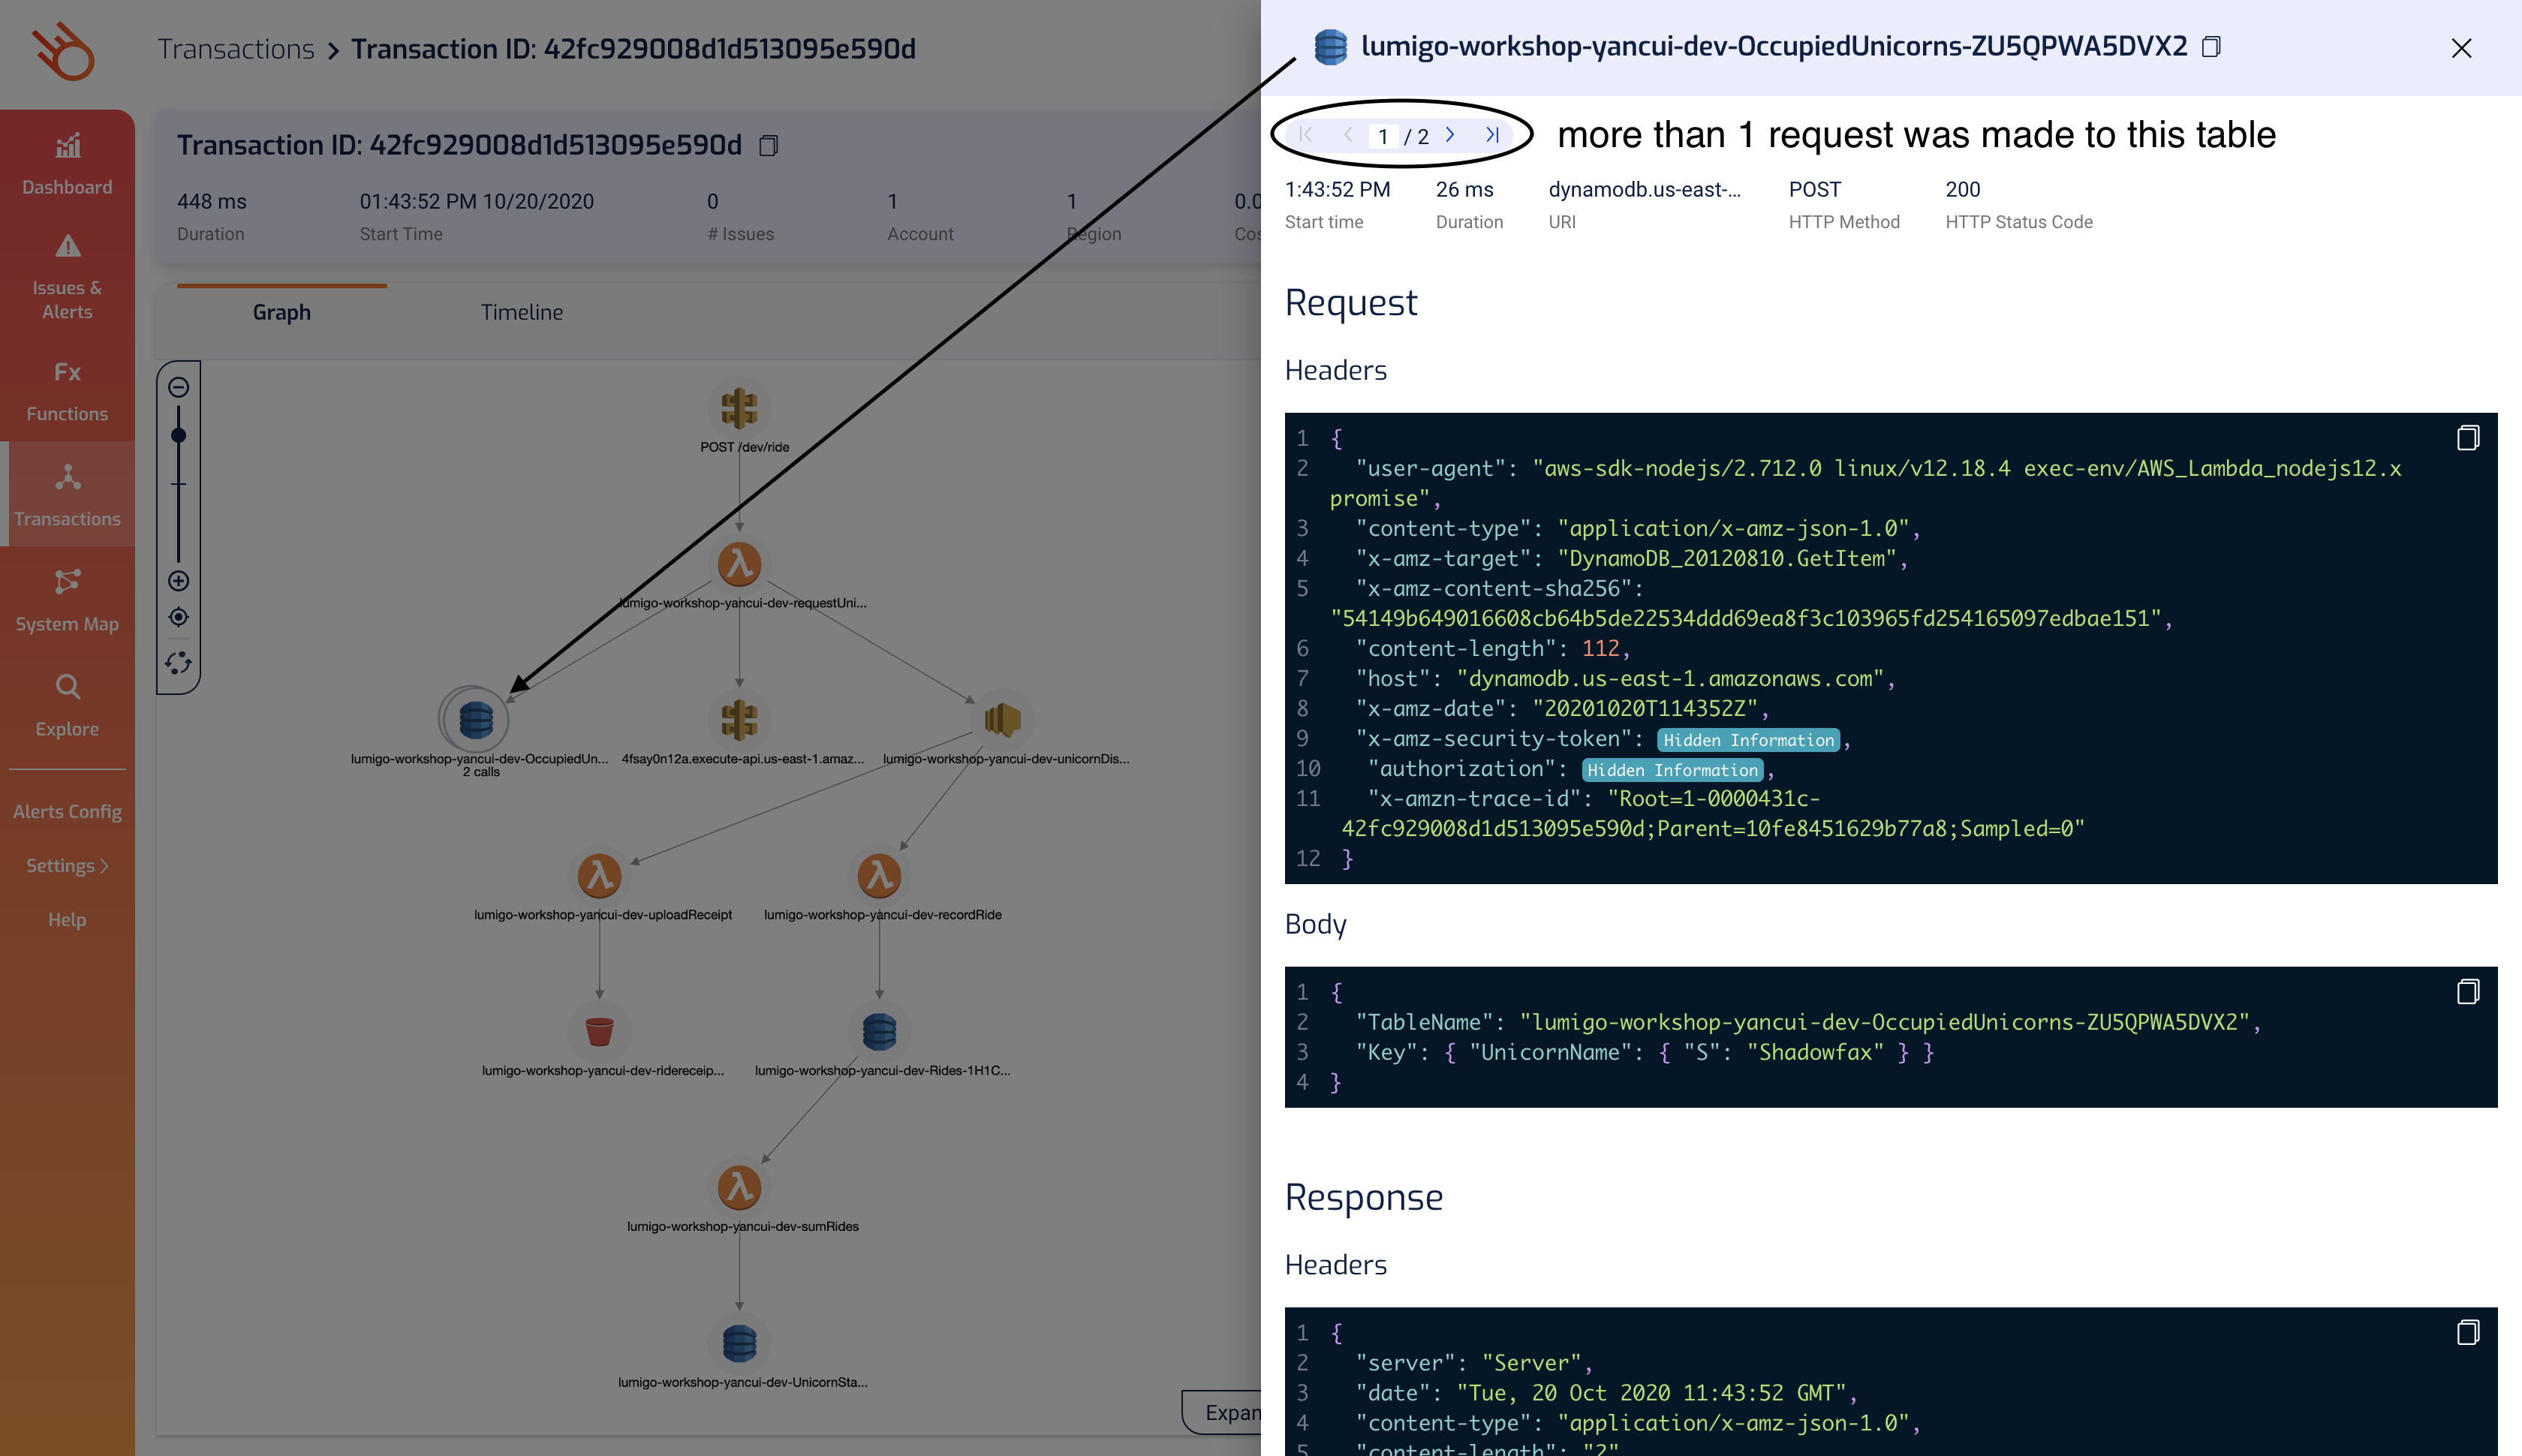 Transactions > Transaction ID: 42fc929008d1d513095e590d
Dashboard
Issues &
Alerts
Fx
Functions
Transactions
System Map
Explore
Alerts Config
Settings >
Help
Transaction ID: 42fc929008d1d513095e590d
448 ms 01:43:52 PM 10/20/2020 0 1 1 0.0
Duration Start Time # Issues Account Region Cos
Graph Timeline
POST /dev/ride
lumigo-workshop-yancui-dev-requestUni...
lumigo-workshop-yancui-dev-OccupiedUn... 4fsay0n12a.execute-api.us-east-1.amaz... lumigo-workshop-yancui-dev-unicornDis...
2 calls
lumigo-workshop-yancui-dev-uploadReceipt lumigo-workshop-yancui-dev-recordRide
lumigo-workshop-yancui-dev-ridereceip... lumigo-workshop-yancui-dev-Rides-1H1C...
lumigo-workshop-yancui-dev-sumRides
lumigo-workshop-yancui-dev-UnicornSta...
Expan
lumigo-workshop-yancui-dev-OccupiedUnicorns-ZU5QPWA5DVX2
1 / 2 more than 1 request was made to this table
1:43:52 PM 26 ms dynamodb.us-east-... POST 200
Start time Duration URI HTTP Method HTTP Status Code
Request
Headers
1 {
2 "user-agent": "aws-sdk-nodejs/2.712.0 linux/v12.18.4 exec-env/AWS_Lambda_nodejs12.x
promise",
3 "content-type": "application/x-amz-json-1.0",
4 "x-amz-target": "DynamoDB_20120810.GetItem",
5 "x-amz-content-sha256":
"54149b649016608cb64b5de22534ddd69ea8f3c103965fd254165097edbae151",
6 "content-length": 112,
7 "host": "dynamodb.us-east-1.amazonaws.com",
8 "x-amz-date": "20201020T114352Z",
9 "x-amz-security-token": Hidden Information,
10 "authorization": Hidden Information,
11 "x-amzn-trace-id": "Root=1-0000431c-
42fc929008d1d513095e590d;Parent=10fe8451629b77a8;Sampled=0"
12 }
Body
1 {
2 "TableName": "lumigo-workshop-yancui-dev-OccupiedUnicorns-ZU5QPWA5DVX2",
3 "Key": { "UnicornName": { "S": "Shadowfax" } }
4 }
Response
Headers
1 {
2 "server": "Server",
3 "date": "Tue, 20 Oct 2020 11:43:52 GMT",
4 "content-type": "application/x-amz-json-1.0",
5 "content-length": "2"